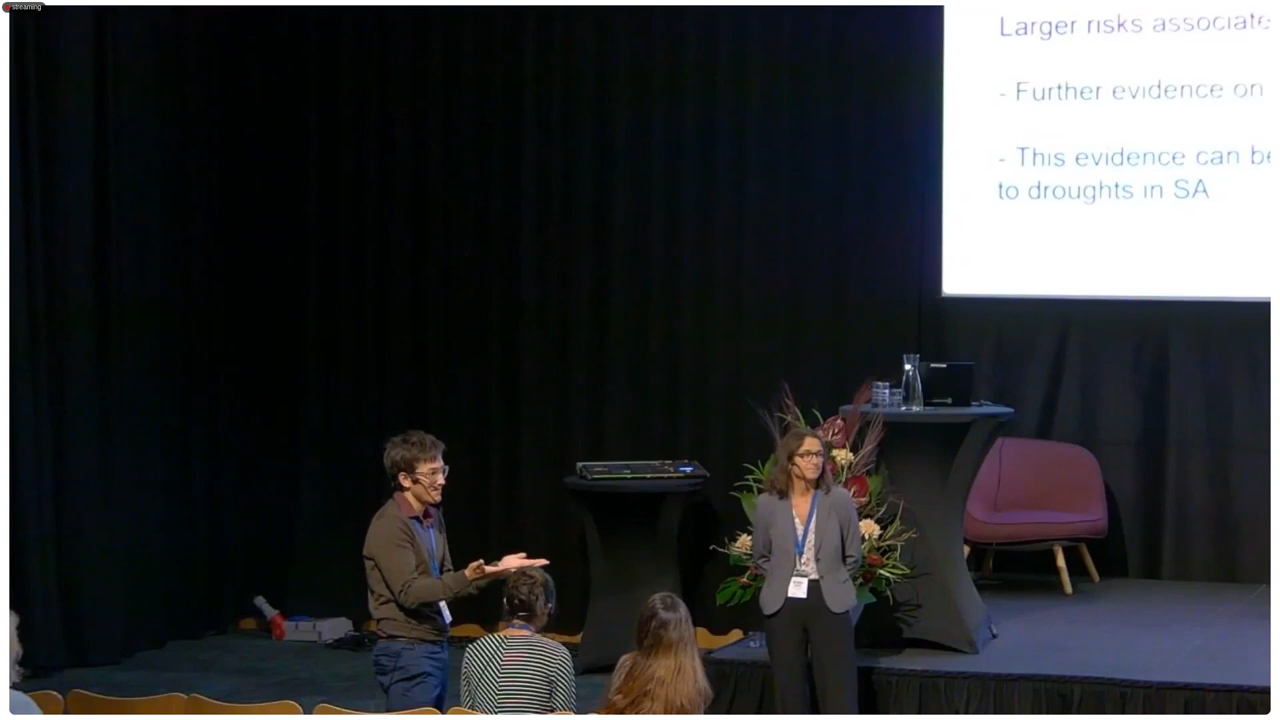 streaming
Larger risks associate
- Further evidence on
- This evidence can be
to droughts in SA